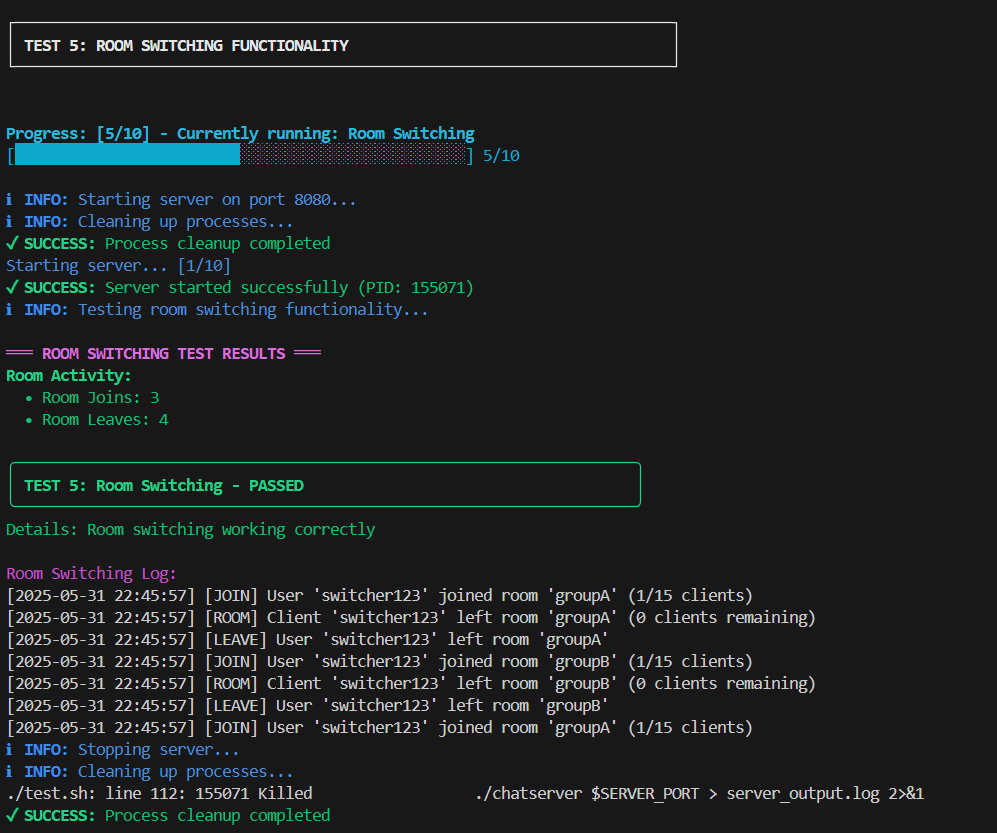 TEST 5: ROOM SWITCHING FUNCTIONALITY
Progress: [5/10] - Currently running: Room Switching
[] 5/10
ℹ INFO: Starting server on port 8080...
ℹ INFO: Cleaning up processes...
✓ SUCCESS: Process cleanup completed
Starting server... [1/10]
✓ SUCCESS: Server started successfully (PID: 155071)
ℹ INFO: Testing room switching functionality...
═══ ROOM SWITCHING TEST RESULTS ═══
Room Activity:
• Room Joins: 3
• Room Leaves: 4
TEST 5: Room Switching - PASSED
Details: Room switching working correctly
Room Switching Log:
[2025-05-31 22:45:57] [JOIN] User 'switcher123' joined room 'groupA' (1/15 clients)
[2025-05-31 22:45:57] [ROOM] Client 'switcher123' left room 'groupA' (0 clients remaining)
[2025-05-31 22:45:57] [LEAVE] User 'switcher123' left room 'groupA'
[2025-05-31 22:45:57] [JOIN] User 'switcher123' joined room 'groupB' (1/15 clients)
[2025-05-31 22:45:57] [ROOM] Client 'switcher123' left room 'groupB' (0 clients remaining)
[2025-05-31 22:45:57] [LEAVE] User 'switcher123' left room 'groupB'
[2025-05-31 22:45:57] [JOIN] User 'switcher123' joined room 'groupA' (1/15 clients)
ℹ INFO: Stopping server...
ℹ INFO: Cleaning up processes...
./test.sh: line 112: 155071 Killed                  ./chatserver $SERVER_PORT > server_output.log 2>&1
✓ SUCCESS: Process cleanup completed